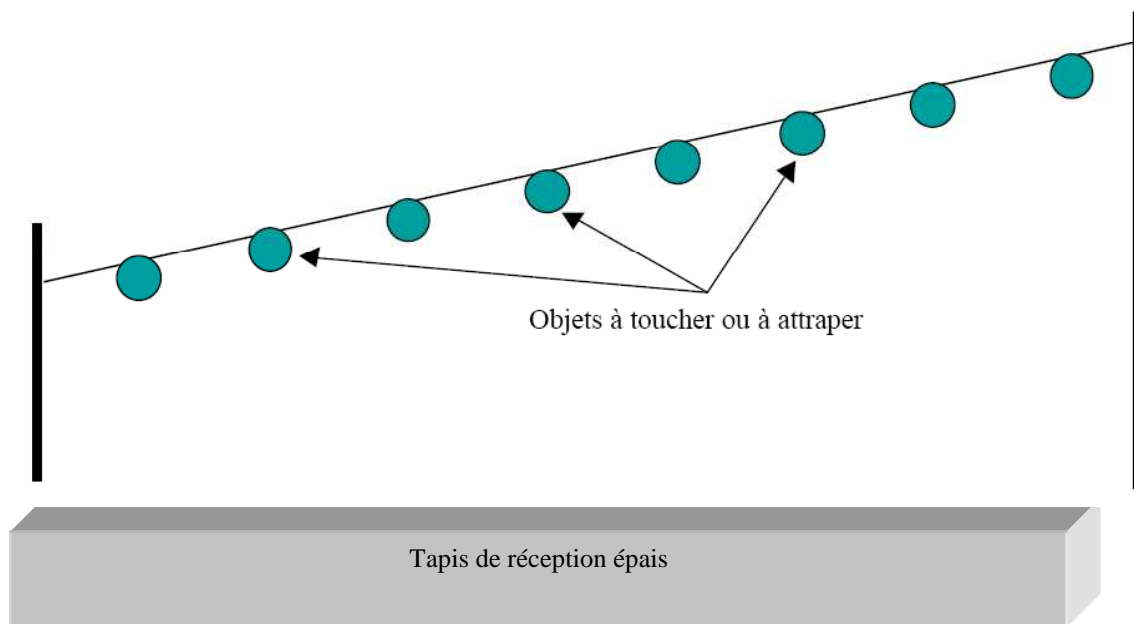 Objets à toucher ou à attraper
Tapis de réception épais